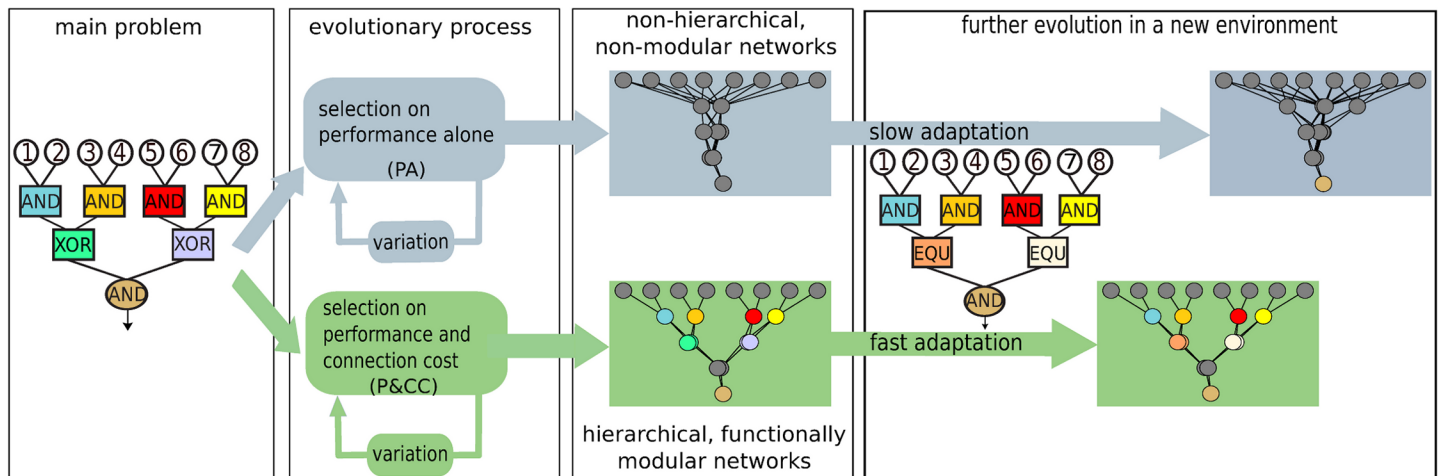 main problem
1 2 3 4 5 6 7 8
AND AND AND AND
XOR XOR
AND
evolutionary process
selection on
performance alone
(PA)
variation
selection on
performance and
connection cost
(P&CC)
variation
non-hierarchical,
non-modular networks
hierarchical, functionally
modular networks
further evolution in a new environment
slow adaptation
1 2 3 4 5 6 7 8
AND AND AND AND
EQU EQU
AND
fast adaptation